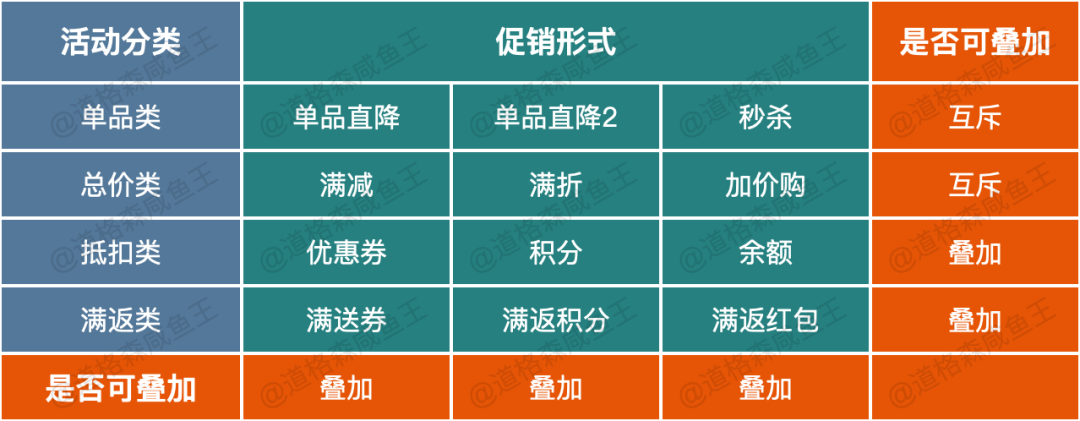 活动分类 促销形式 是否可叠加
单品类 单品直降 单品直降2 秒杀 互斥
总价类 满减 满折 加价购 互斥
抵扣类 优惠券 积分 余额 叠加
满返类 满送券 满返积分 满返红包 叠加
是否可叠加 叠加 叠加 叠加
@道格森咸鱼王